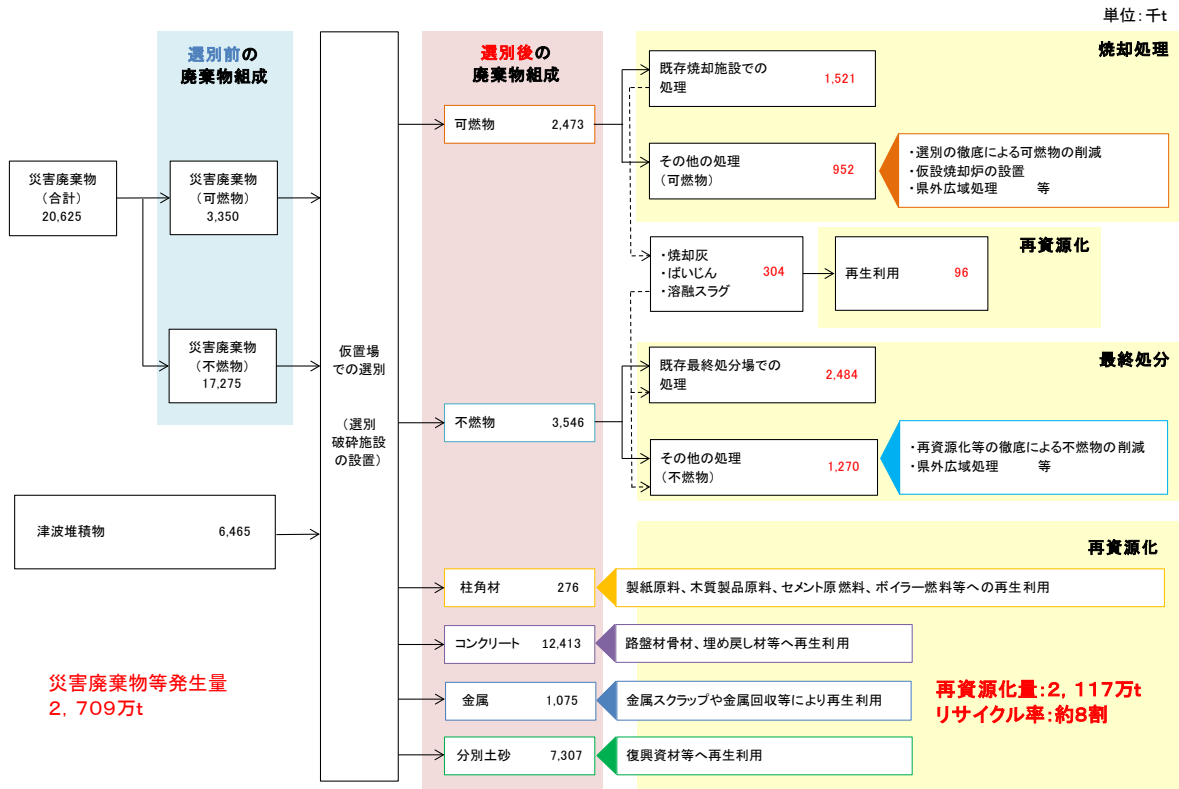 単位:千t
選別前の
廃棄物組成
選別後の
廃棄物組成
焼却処理
災害廃棄物
(合計)
20,625
災害廃棄物
(可燃物)
3,350
災害廃棄物
(不燃物)
17,275
津波堆積物 6,465
仮置場
での選別
(選別
破砕施設
の設置)
可燃物 2,473
既存焼却施設での
処理
1,521
その他の処理
(可燃物)
952
・選別の徹底による可燃物の削減
・仮設焼却炉の設置
・県外広域処理 等
・焼却灰
・ばいじん
・溶融スラグ
304
再資源化
再生利用 96
最終処分
不燃物 3,546
既存最終処分場での
処理
2,484
その他の処理
(不燃物)
1,270
・再資源化等の徹底による不燃物の削減
・県外広域処理 等
再資源化
柱角材 276
製紙原料、木質製品原料、セメント原燃料、ボイラー燃料等への再生利用
コンクリート 12,413
路盤材骨材、埋め戻し材等へ再生利用
金属 1,075
金属スクラップや金属回収等により再生利用
分別土砂 7,307
復興資材等へ再生利用
災害廃棄物等発生量
2,709万t
再資源化量:2,117万t
リサイクル率:約8割